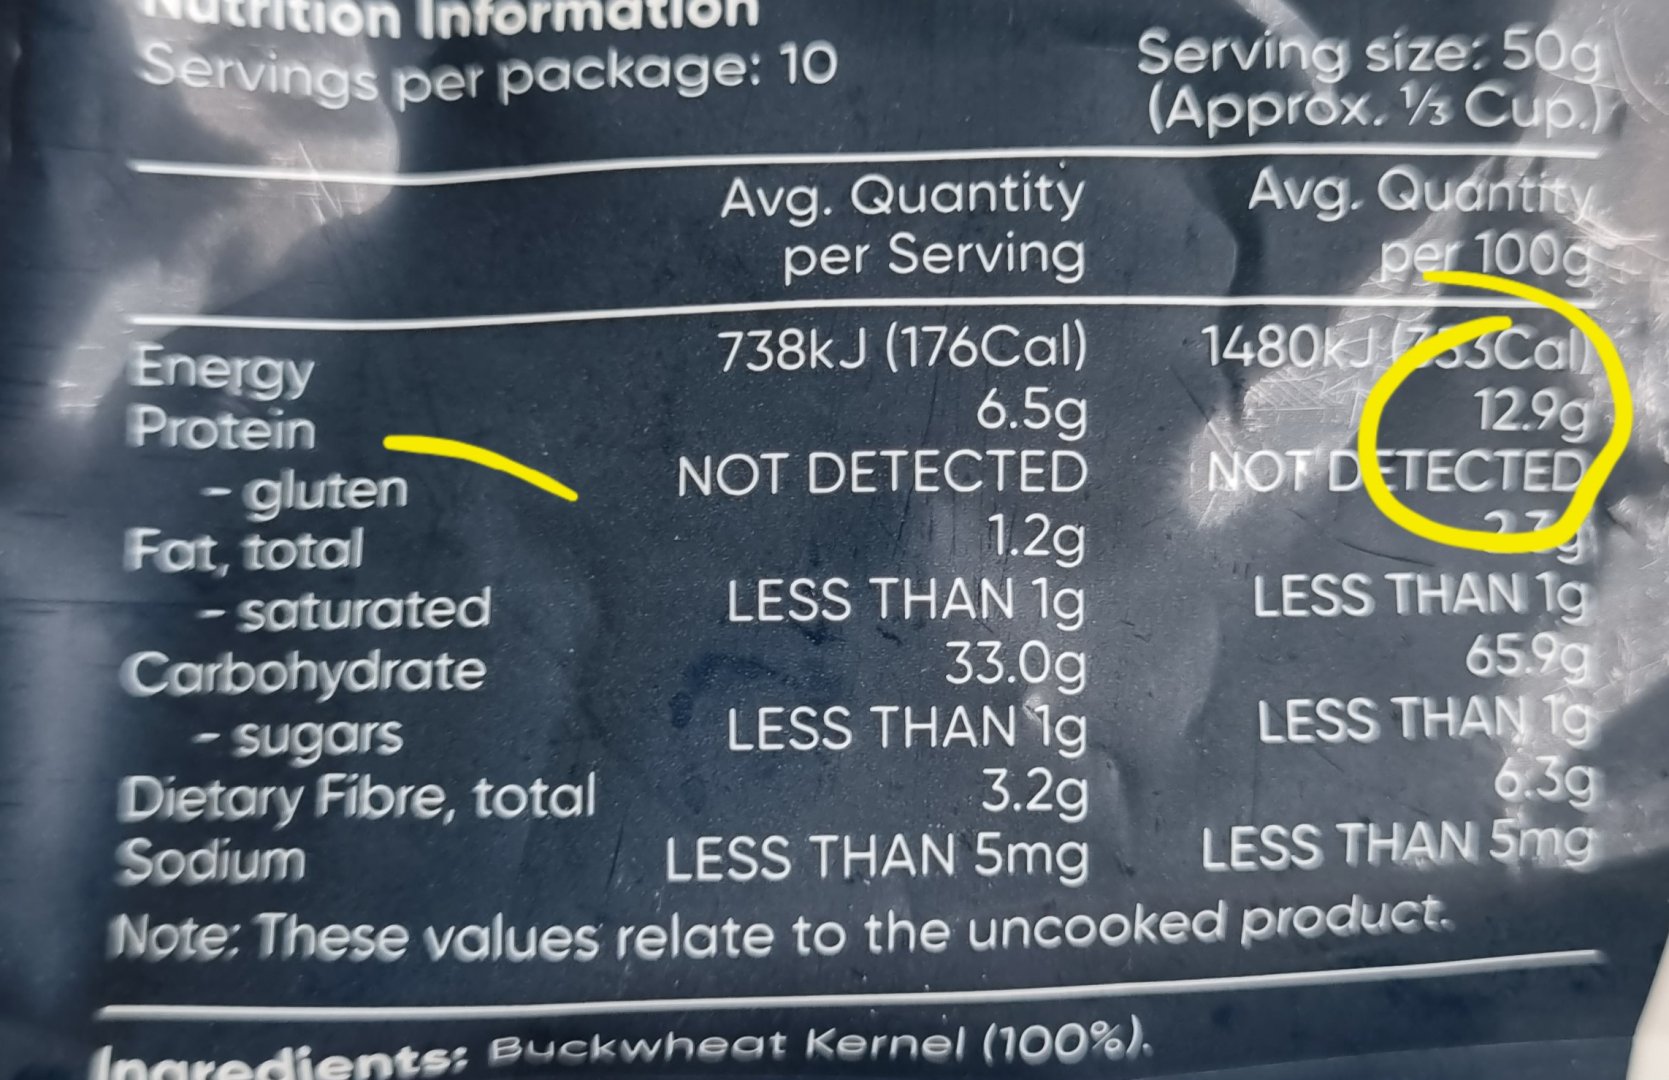 Nutrition Information
Servings per package: 10
Serving size: 50g
(Approx. ⅓ Cup.)
Avg. Quantity per Serving
Avg. Quantity per 100g
Energy 738kJ (176Cal) 1480kJ
Protein 6.5g 12.9g
- gluten NOT DETECTED NOT DETECTED
Fat, total 1.2g
- saturated LESS THAN 1g LESS THAN 1g
Carbohydrate 33.0g 65.9g
- sugars LESS THAN 1g LESS THAN 1g
Dietary Fibre, total 3.2g 6.3g
Sodium LESS THAN 5mg LESS THAN 5mg
Note: These values relate to the uncooked product.
Ingredients: Buckwheat Kernel (100%).